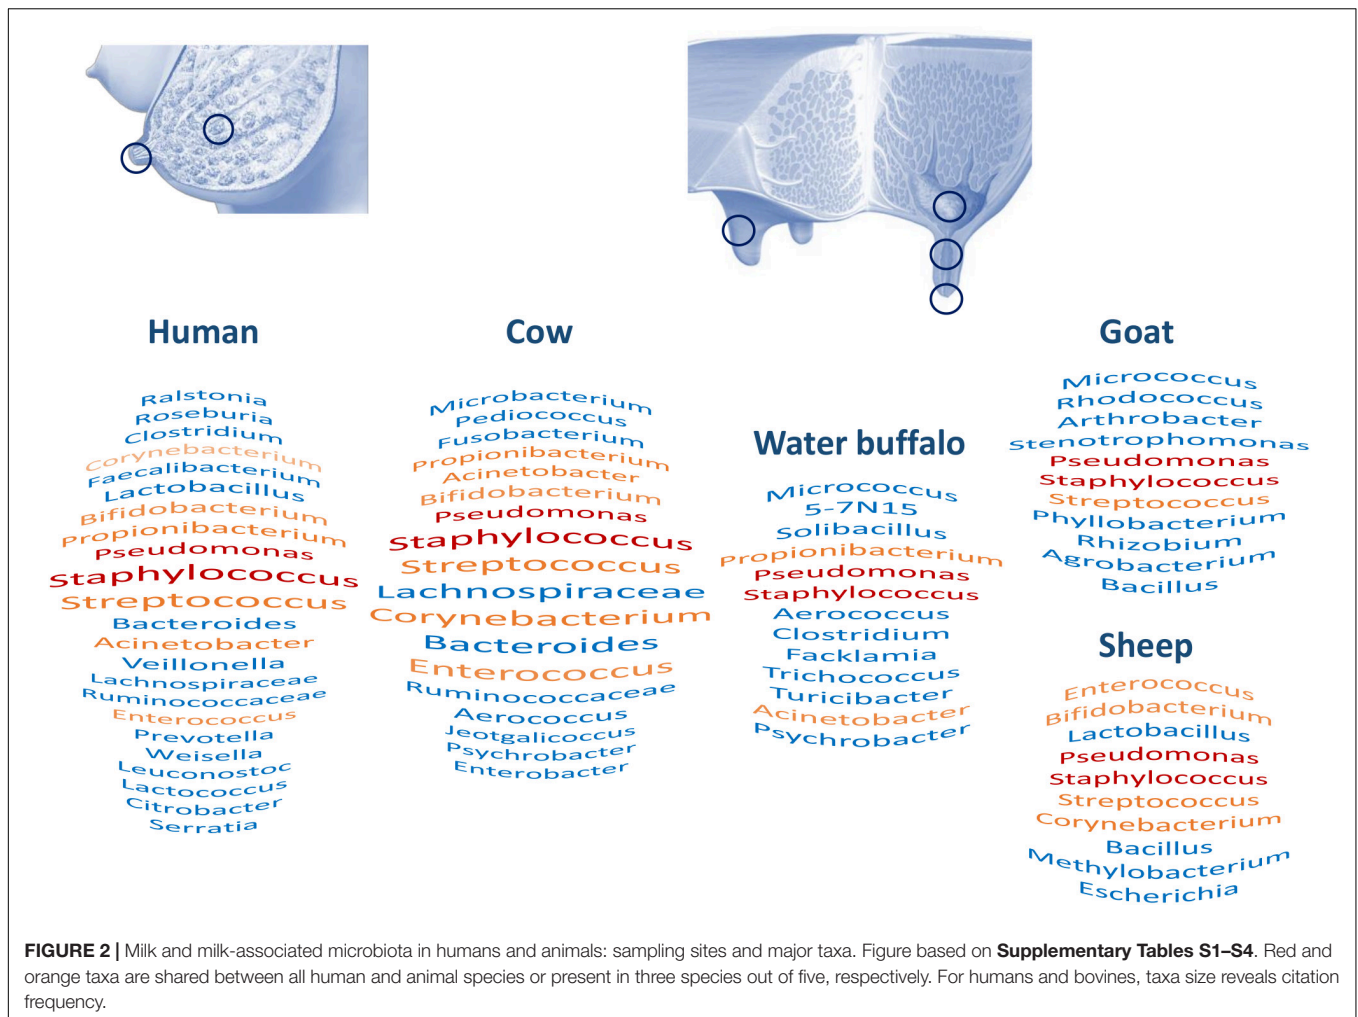 Human
Ralstonia
Roseburia
Clostridium
Corynebacterium
Faecalibacterium
Lactobacillus
Bifidobacterium
Propionibacterium
Pseudomonas
Staphylococcus
Streptococcus
Bacteroides
Acinetobacter
Veillonella
Lachnospiraceae
Ruminococcaceae
Enterococcus
Prevotella
Weisella
Leuconostoc
Lactococcus
Citrobacter
Serratia
Cow
Microbacterium
Pediococcus
Fusobacterium
Propionibacterium
Acinetobacter
Bifidobacterium
Pseudomonas
Staphylococcus
Streptococcus
Lachnospiraceae
Corynebacterium
Bacteroides
Enterococcus
Ruminococcaceae
Aerococcus
Jeotgalicoccus
Psychrobacter
Enterobacter
Water buffalo
Micrococcus
5-7N15
Solibacillus
Propionibacterium
Pseudomonas
Staphylococcus
Aerococcus
Clostridium
Facklamia
Trichococcus
Turicibacter
Acinetobacter
Psychrobacter
Goat
Micrococcus
Rhodococcus
Arthrobacter
Stenotrophomonas
Pseudomonas
Staphylococcus
Streptococcus
Phyllobacterium
Rhizobium
Agrobacterium
Bacillus
Sheep
Enterococcus
Bifidobacterium
Lactobacillus
Pseudomonas
Staphylococcus
Streptococcus
Corynebacterium
Bacillus
Methylobacterium
Escherichia
FIGURE 2 | Milk and milk-associated microbiota in humans and animals: sampling sites and major taxa. Figure based on Supplementary Tables S1–S4. Red and
orange taxa are shared between all human and animal species or present in three species out of five, respectively. For humans and bovines, taxa size reveals citation
frequency.